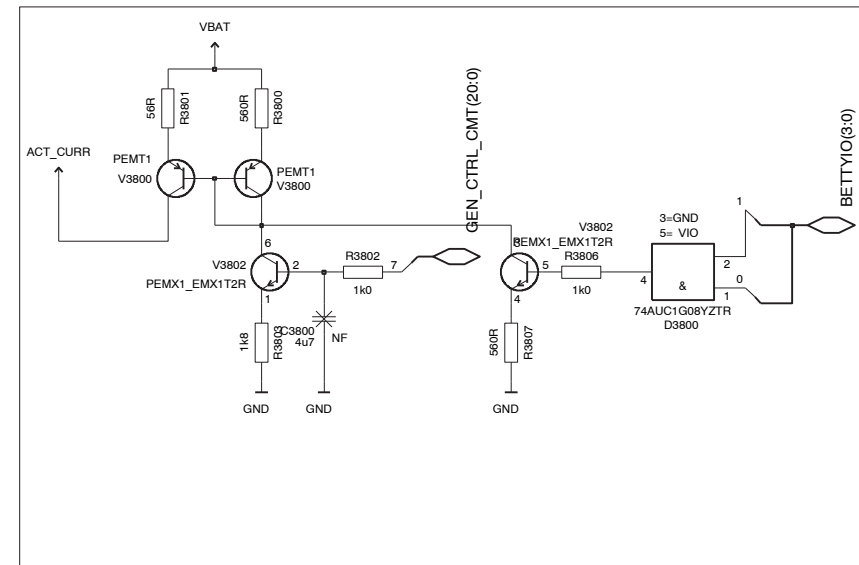 VBAT
56R
R3801
560R
R3800
ACT_CURR
PEMT1
V3800
PEMT1
V3800
GEN_CTRL_CMT(20:0)
BETTYIO(3:0)
6
V3802
PEMX1_EMX1T2R
2
1
R3802
1k0
7
3
V3802
PEMX1_EMX1T2R
5
4
R3806
1k0
3=GND
5= VIO
4
&
2
1
1
0
74AUC1G08YZTR
D3800
1k8
R3803
C3800
4u7
NF
560R
R3807
GND
GND
GND